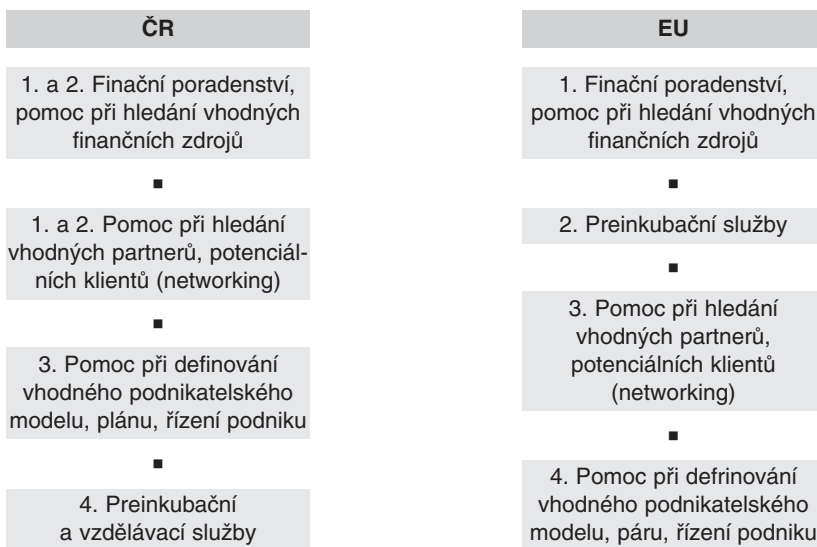 ČR
1. a 2. Finační poradenství,
pomoc při hledání vhodných
finančních zdrojů
1. a 2. Pomoc při hledání
vhodných partnerů, potenciál-
ních klientů (networking)
3. Pomoc při definování
vhodného podnikatelského
modelu, plánu, řízení podniku
4. Preinkubační
a vzdělávací služby
EU
1. Finační poradenství,
pomoc při hledání vhodných
finančních zdrojů
2. Preinkubační služby
3. Pomoc při hledání
vhodných partnerů,
potenciálních klientů
(networking)
4. Pomoc při defrinování
vhodného podnikatelského
modelu, páru, řízení podniku